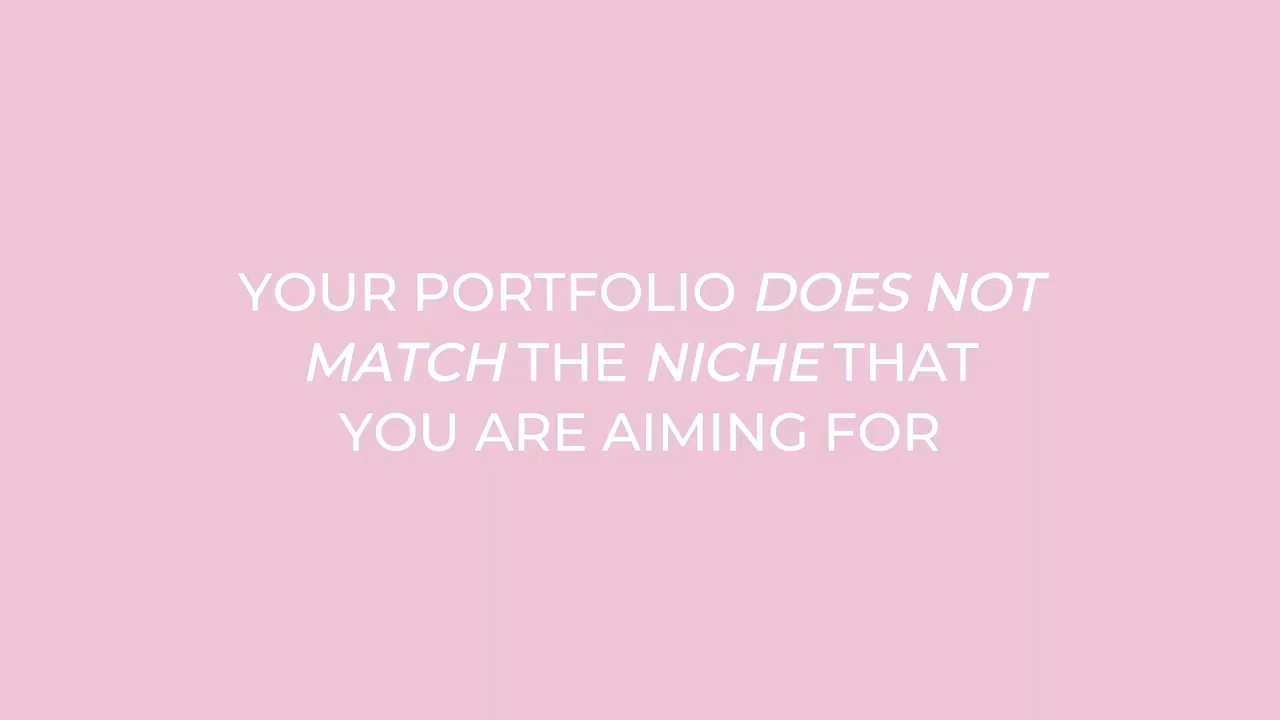 YOUR PORTFOLIO DOES NOT
MATCH THE NICHE THAT
YOU ARE AIMING FOR